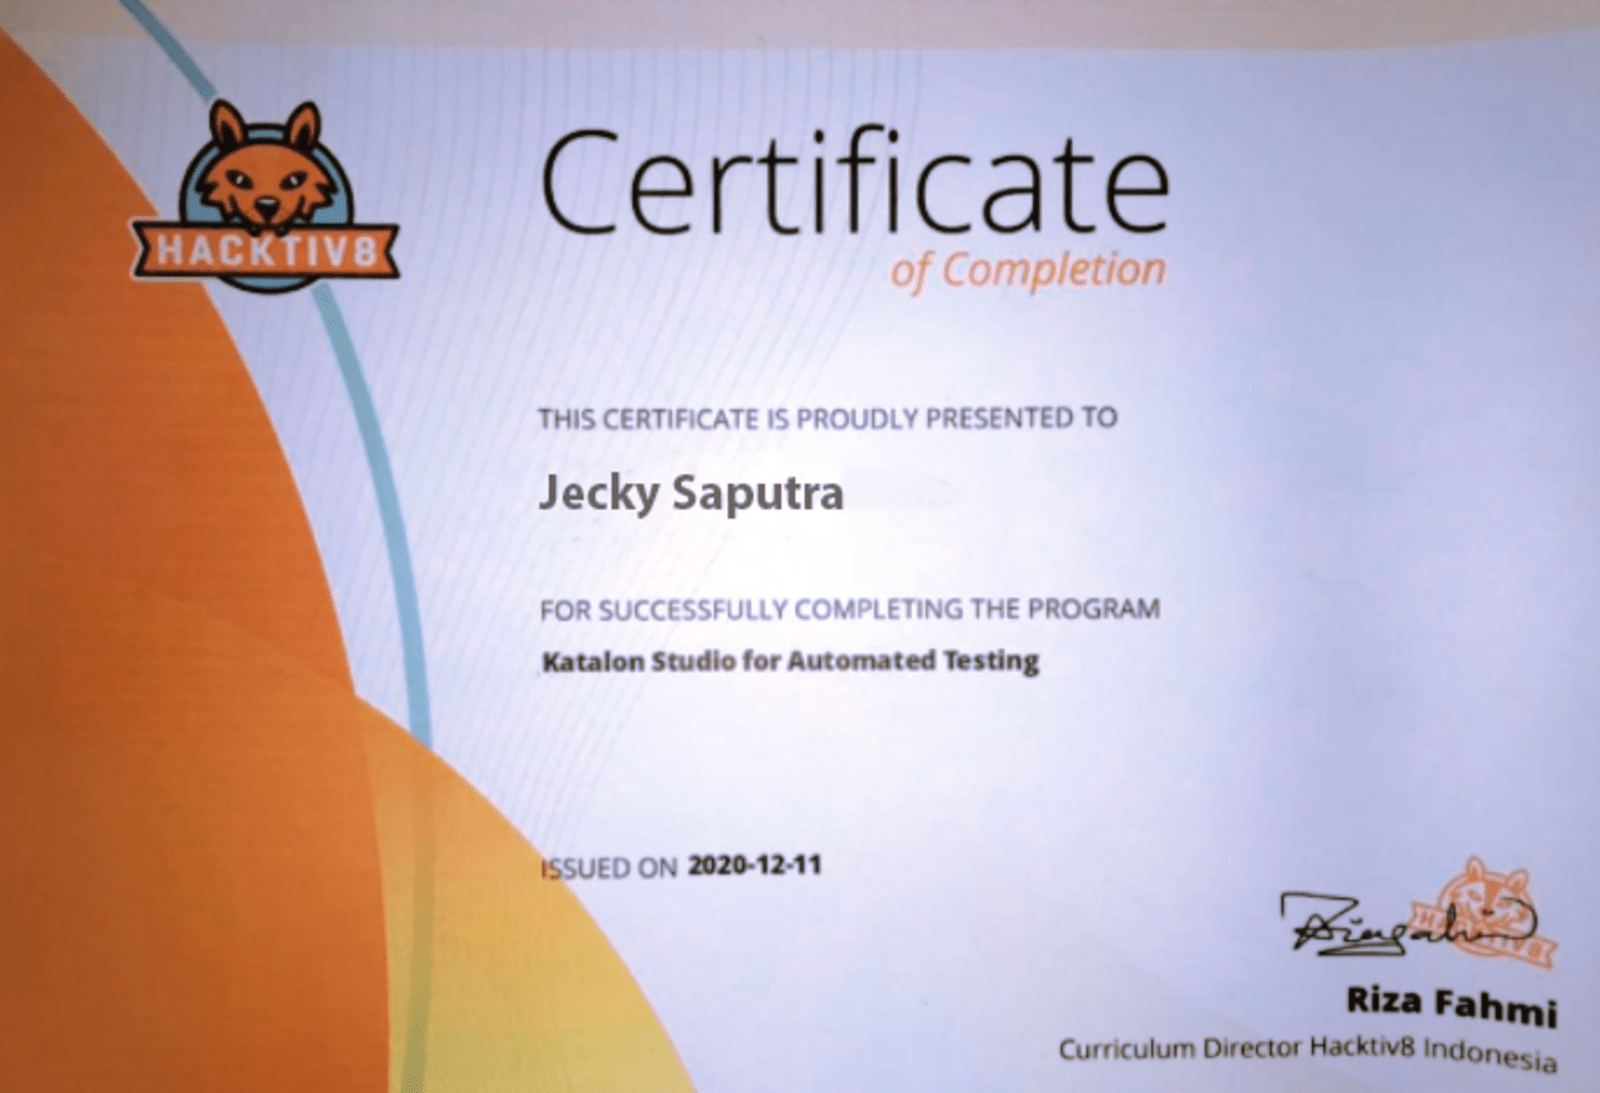 HACKTIV8
Certificate
of Completion
THIS CERTIFICATE IS PROUDLY PRESENTED TO
Jecky Saputra
FOR SUCCESSFULLY COMPLETING THE PROGRAM
Katalon Studio for Automated Testing
ISSUED ON 2020-12-11
HACKTIV8
Riza Fahmi
Curriculum Director Hacktiv8 Indonesia